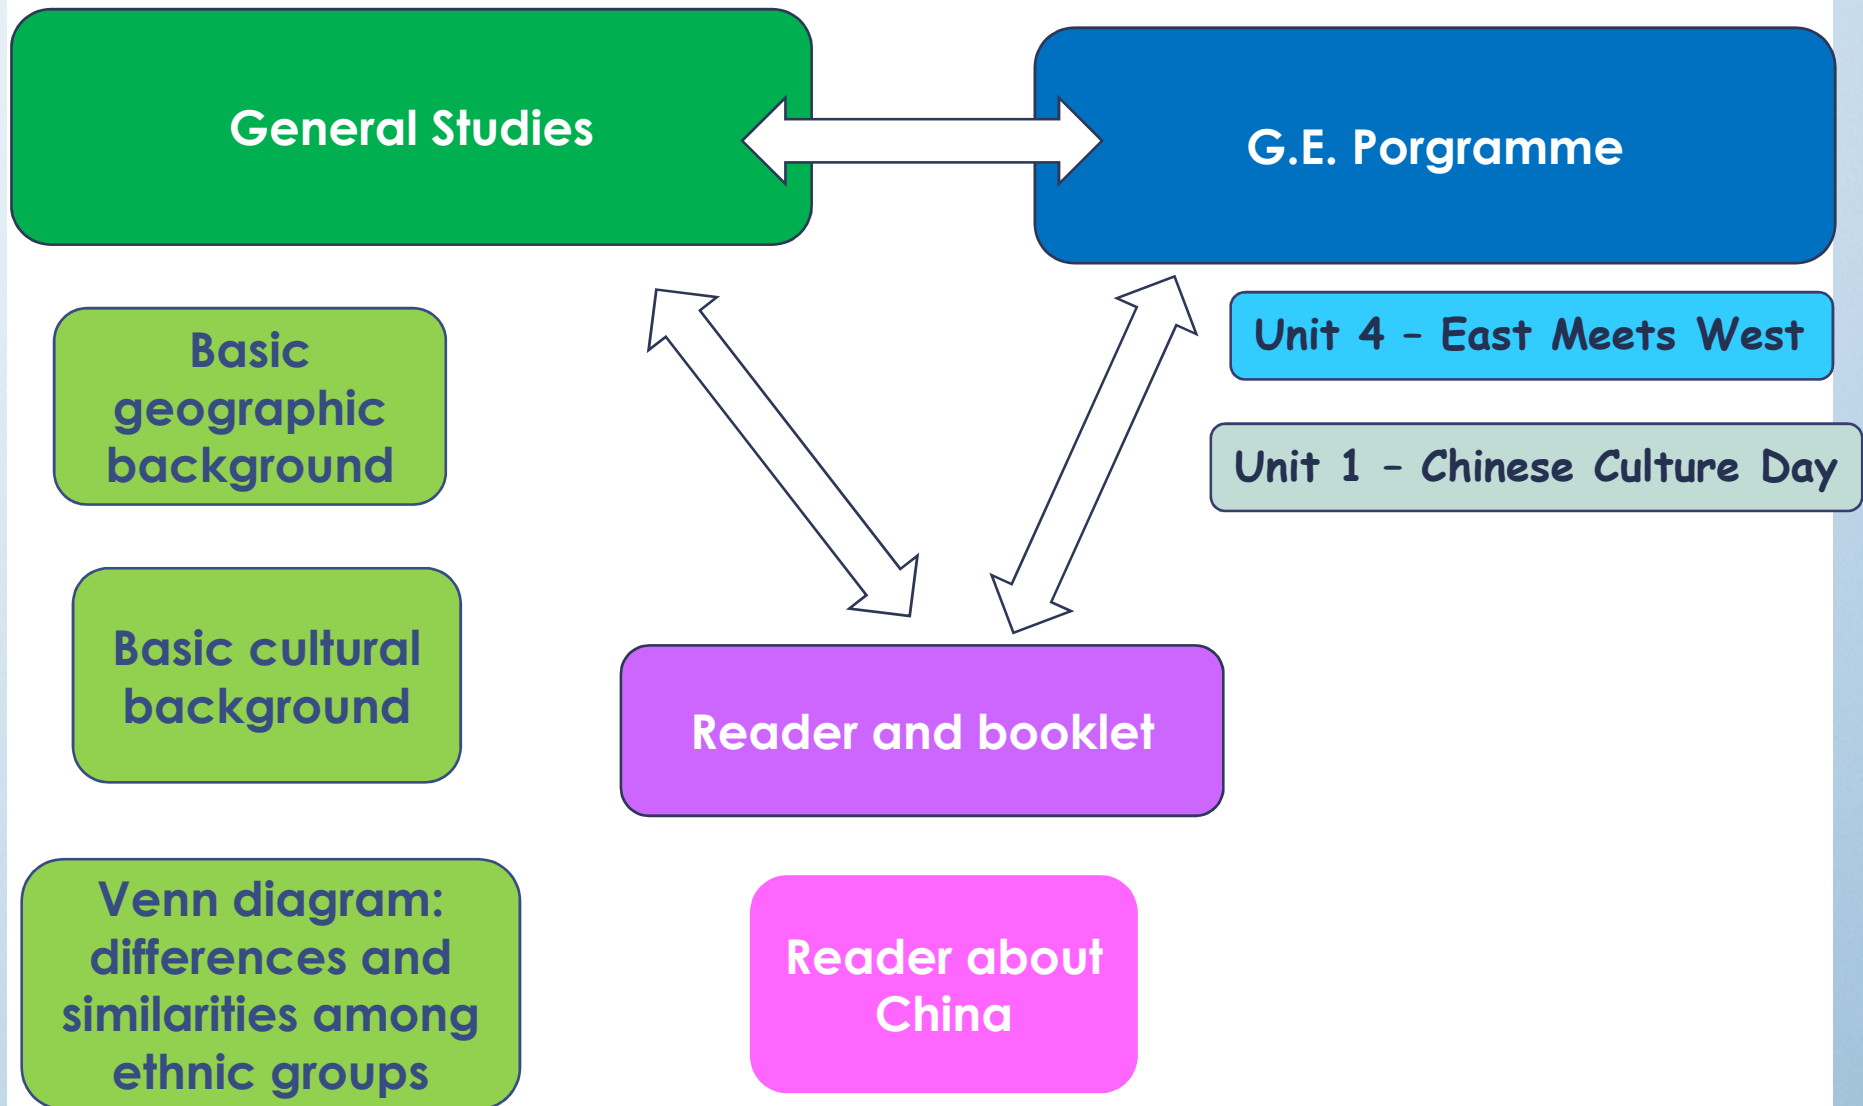 General Studies
G.E. Porgramme
Basic
geographic
background
Unit 4 – East Meets West
Unit 1 – Chinese Culture Day
Basic cultural
background
Reader and booklet
Venn diagram:
differences and
similarities among
ethnic groups
Reader about
China